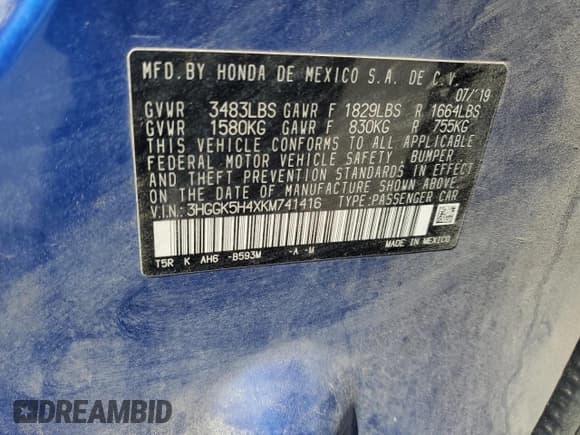 MFD.BY HONDA DE MEXICO S.A. DE C.V.
07/'19
GVWR 3483LBS GAWR F 1829LBS R 1664LBS
GVWR 1580KG GAWR F 830KG R 755KG
THIS VEHICLE CONFORMS TO ALL APPLICABLE
FEDERAL MOTOR VEHICLE SAFETY, BUMPER
AND THEFT PREVENTION STANDARDS IN EFFECT
ON THE DATE OF MANUFACTURE SHOWN ABOVE.
V.I.N: 3HGGK5H4XKM741416 TYPE:PASSENGER CAR
T5R K AH6 -B593M -A -M MADE IN MEXICO
DREAMBID